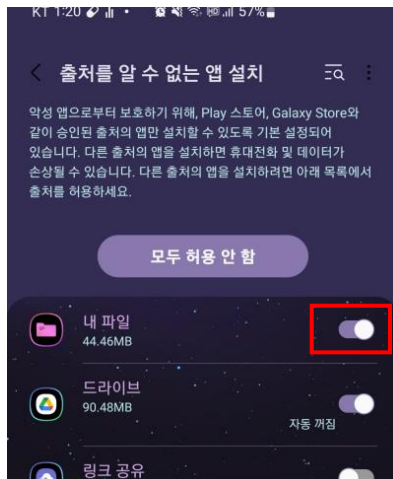 KT 1:20 57%
출처를 알 수 없는 앱 설치
악성 앱으로부터 보호하기 위해, Play 스토어, Galaxy Store와
같이 승인된 출처의 앱만 설치할 수 있도록 기본 설정되어
있습니다. 다른 출처의 앱을 설치하면 휴대전화 및 데이터가
손상될 수 있습니다. 다른 출처의 앱을 설치하려면 아래 목록에서
출처를 허용하세요.
모두 허용 안 함
내 파일
44.46MB
드라이브
90.48MB
자동 꺼짐
링크 공유